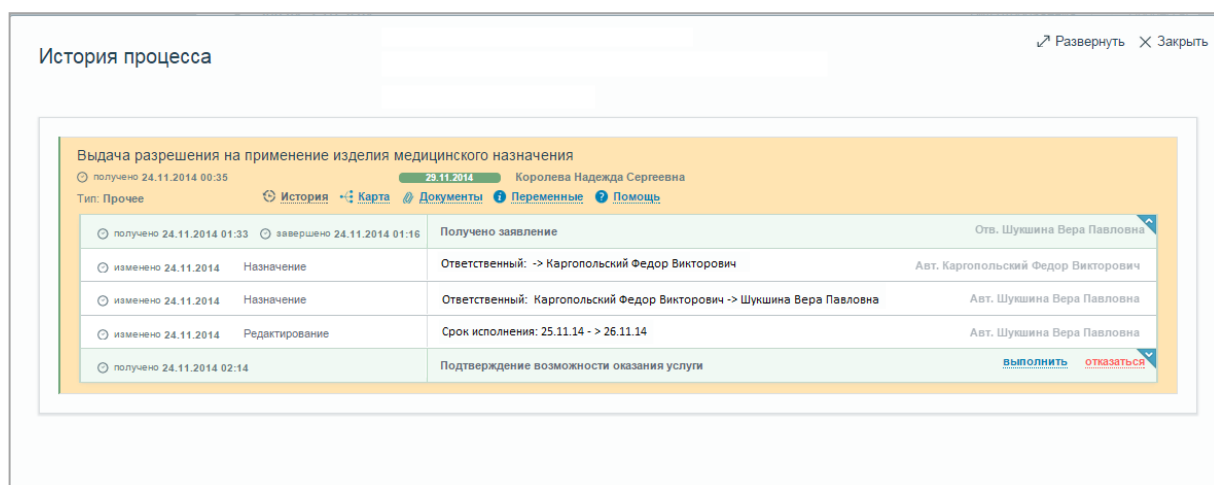 История процесса
Развернуть Закрыть
Выдача разрешения на применение изделия медицинского назначения
получено 24.11.2014 00:35 29.11.2014 Королева Надежда Сергеевна
Тип: Прочее История Карта Документы Переменные Помощь
получено 24.11.2014 01:33 завершено 24.11.2014 01:16 Получено заявление Отв. Шукшина Вера Павловна
изменено 24.11.2014 Назначение Ответственный: -> Каргопольский Федор Викторович Авт. Каргопольский Федор Викторович
изменено 24.11.2014 Назначение Ответственный: Каргопольский Федор Викторович -> Шукшина Вера Павловна Авт. Шукшина Вера Павловна
изменено 24.11.2014 Редактирование Срок исполнения: 25.11.14 - > 26.11.14 Авт. Шукшина Вера Павловна
получено 24.11.2014 02:14 Подтверждение возможности оказания услуги выполнить отказаться